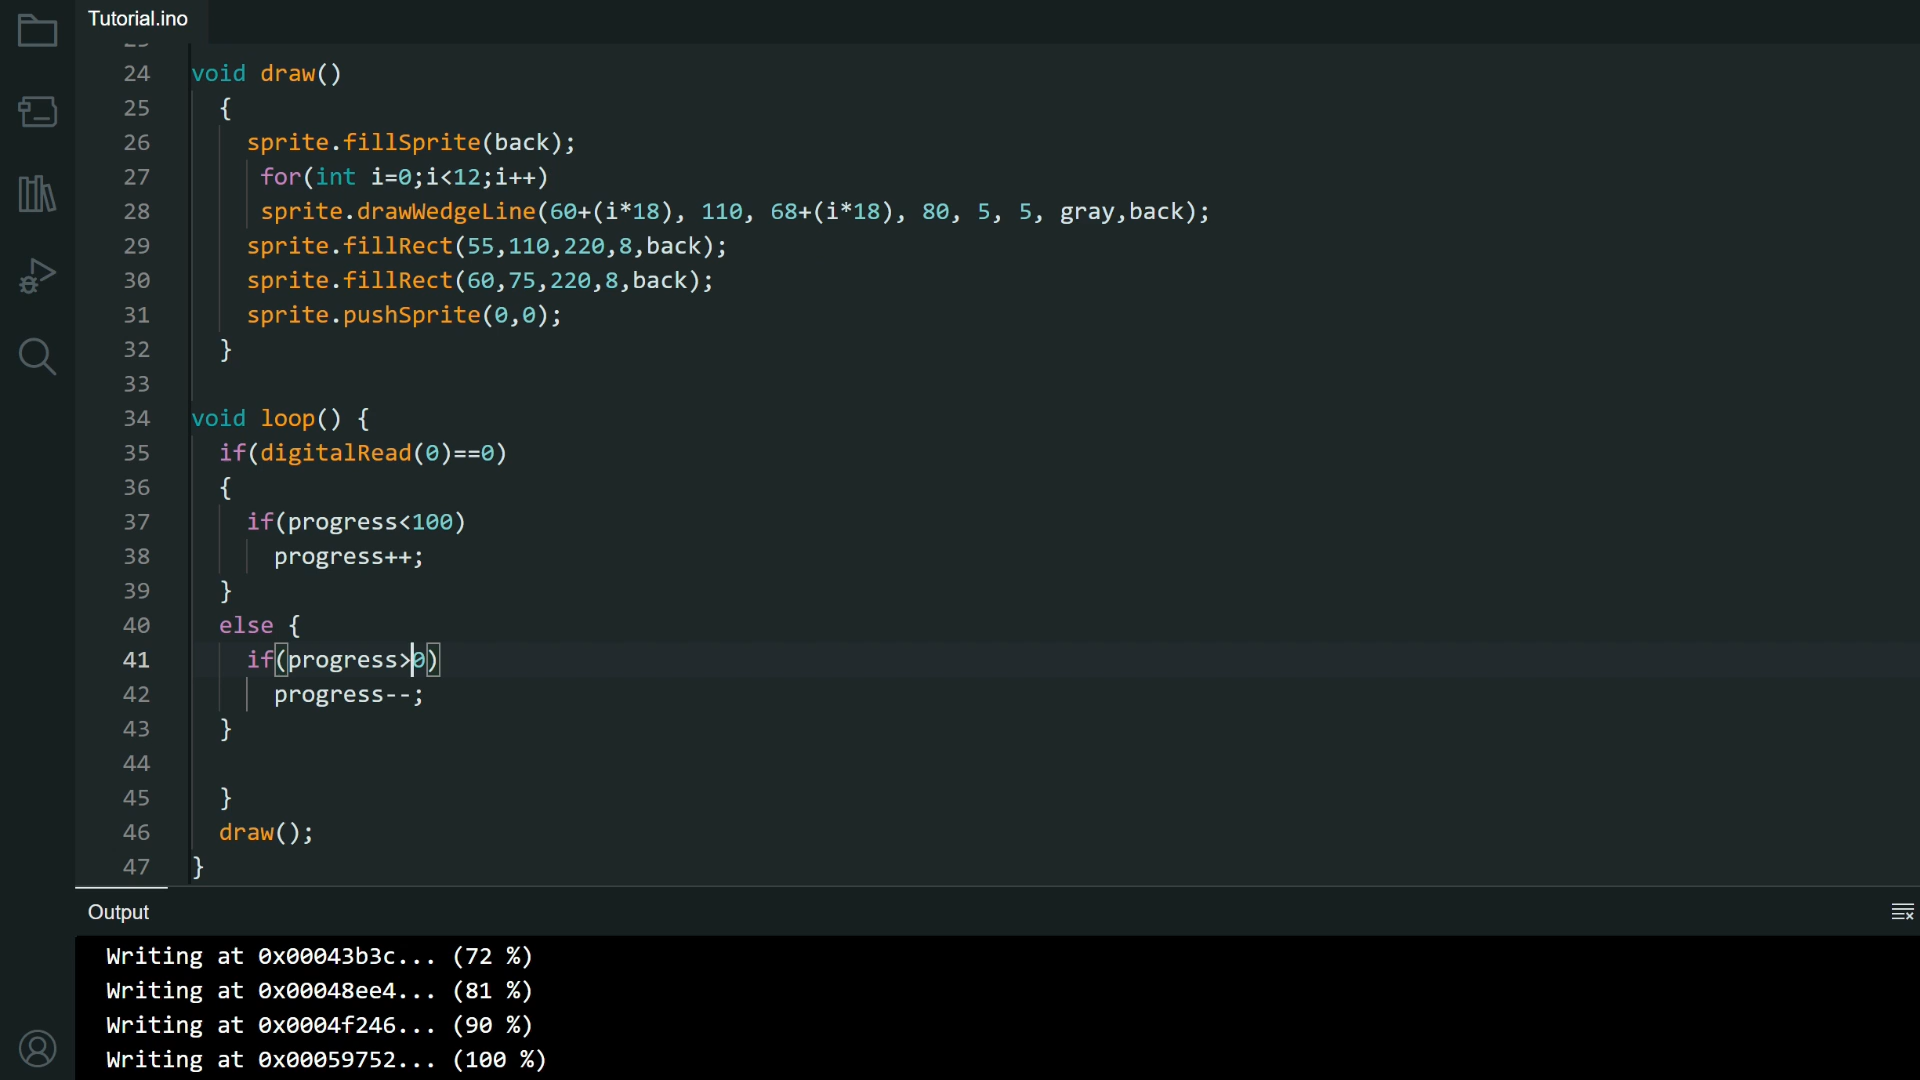 Tutorial.ino
24 void draw()
25 {
26 sprite.fillSprite(back);
27 for(int i=0;i<12;i++)
28 sprite.drawWedgeLine(60+(i*18), 110, 68+(i*18), 80, 5, 5, gray,back);
29 sprite.fillRect(55,110,220,8,back);
30 sprite.fillRect(60,75,220,8,back);
31 sprite.pushSprite(0,0);
32 }
33
34 void loop() {
35 if(digitalRead(0)==0)
36 {
37 if(progress<100)
38 progress++;
39 }
40 else {
41 if(progress>0)
42 progress--;
43 }
44
45 }
46 draw();
47 }
Output
Writing at 0x00043b3c... (72 %)
Writing at 0x00048ee4... (81 %)
Writing at 0x0004f246... (90 %)
Writing at 0x00059752... (100 %)